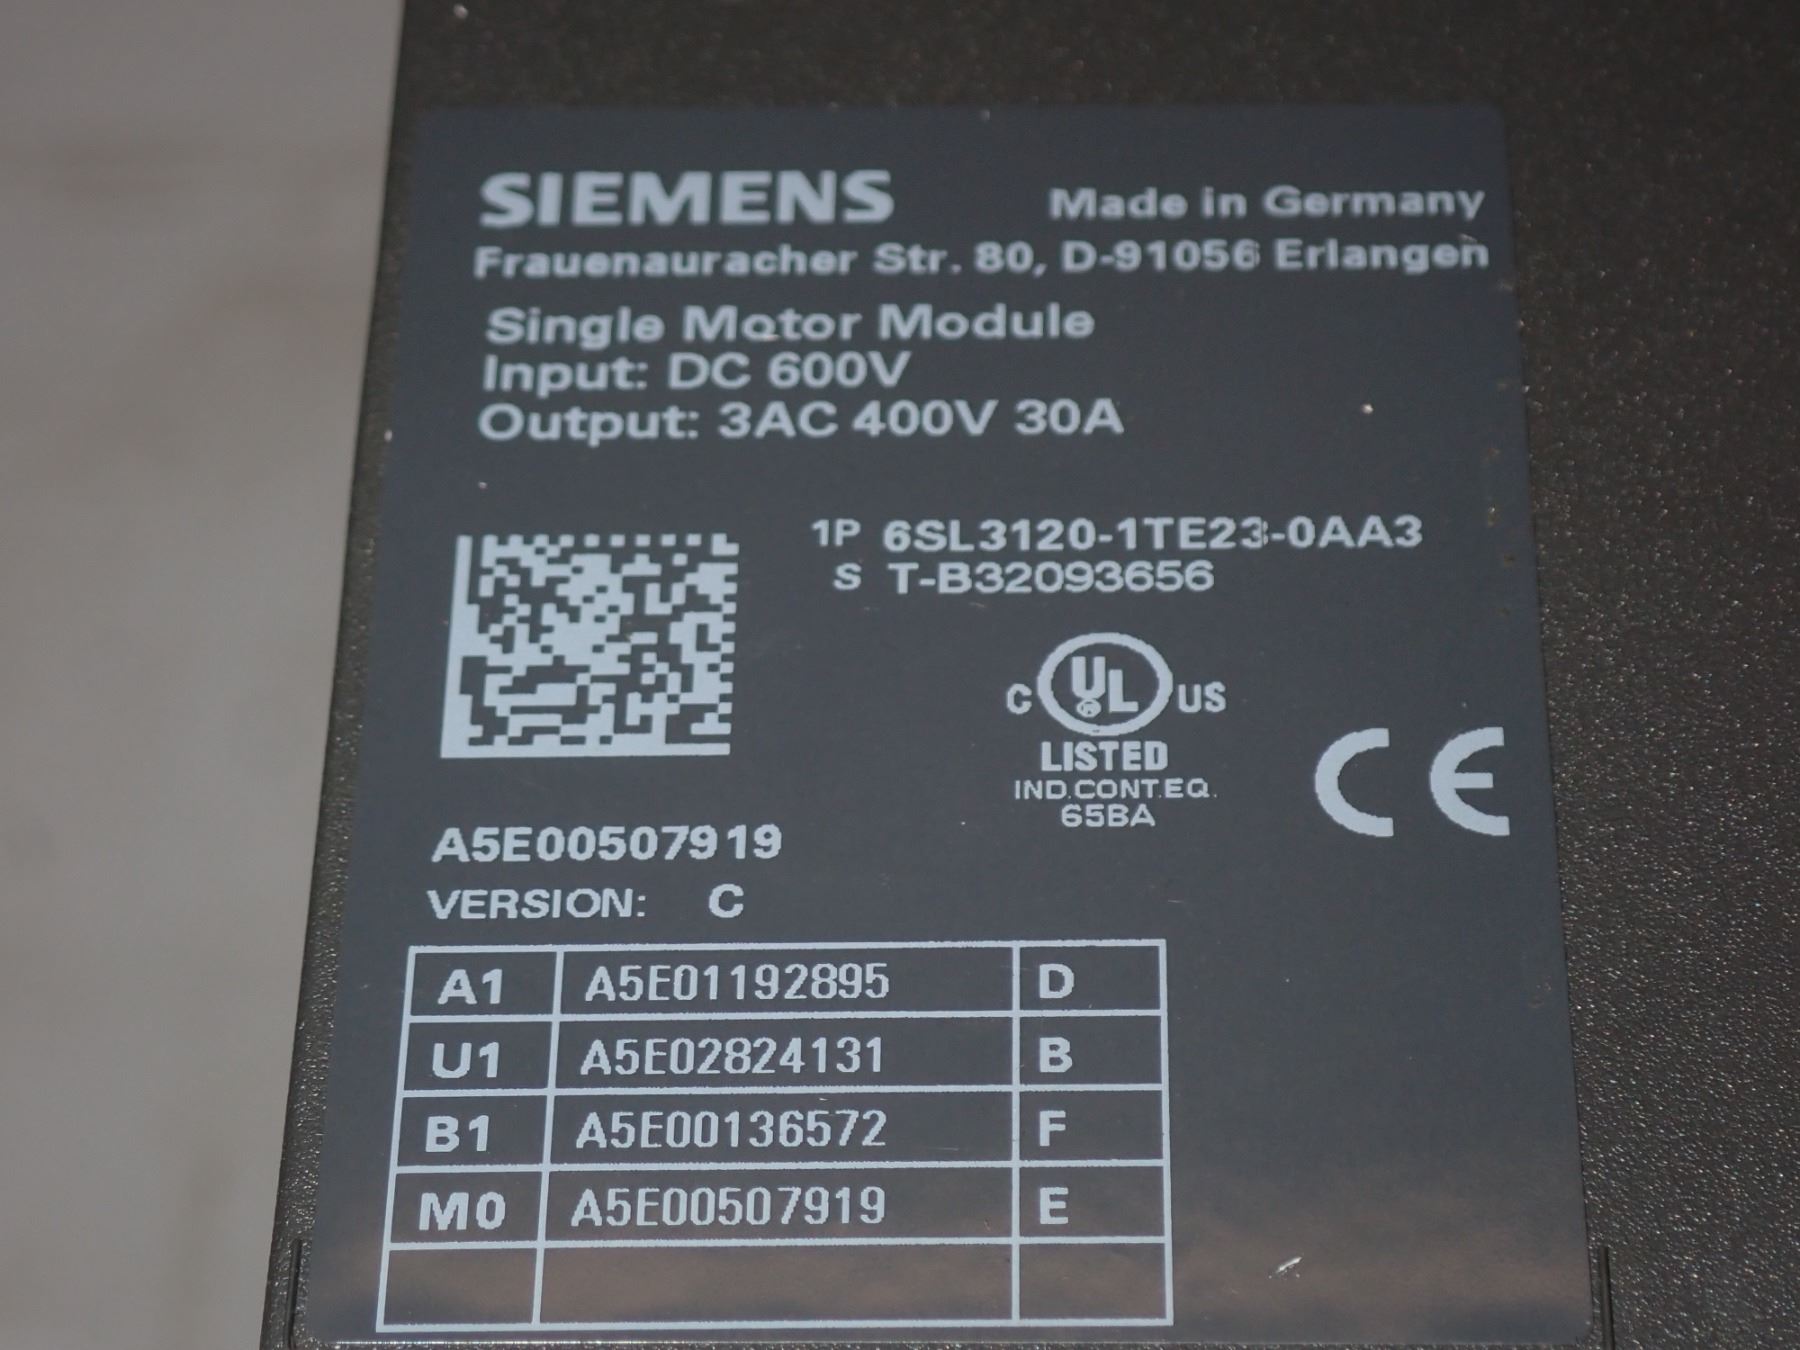 SIEMENS Made in Germany
Frauenauracher Str. 80, D-91056 Erlangen
Single Motor Module
Input: DC 600V
Output: 3AC 400V 30A
1P 6SL3120-1TE23-0AA3
S T-B32093656
C UL ® US
LISTED
IND.CONT.EQ.
65BA
CE
A5E00507919
VERSION: C
A1 A5E01192895 D
U1 A5E02824131 B
B1 A5E00136572 F
M0 A5E00507919 E